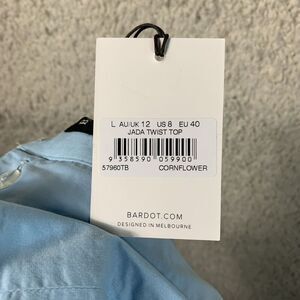 L AU/UK 12 US 8 EU 40
JADA TWIST TOP
9 358590 059900
57960TB CORNFLOWER
BARDOT.COM
DESIGNED IN MELBOURNE